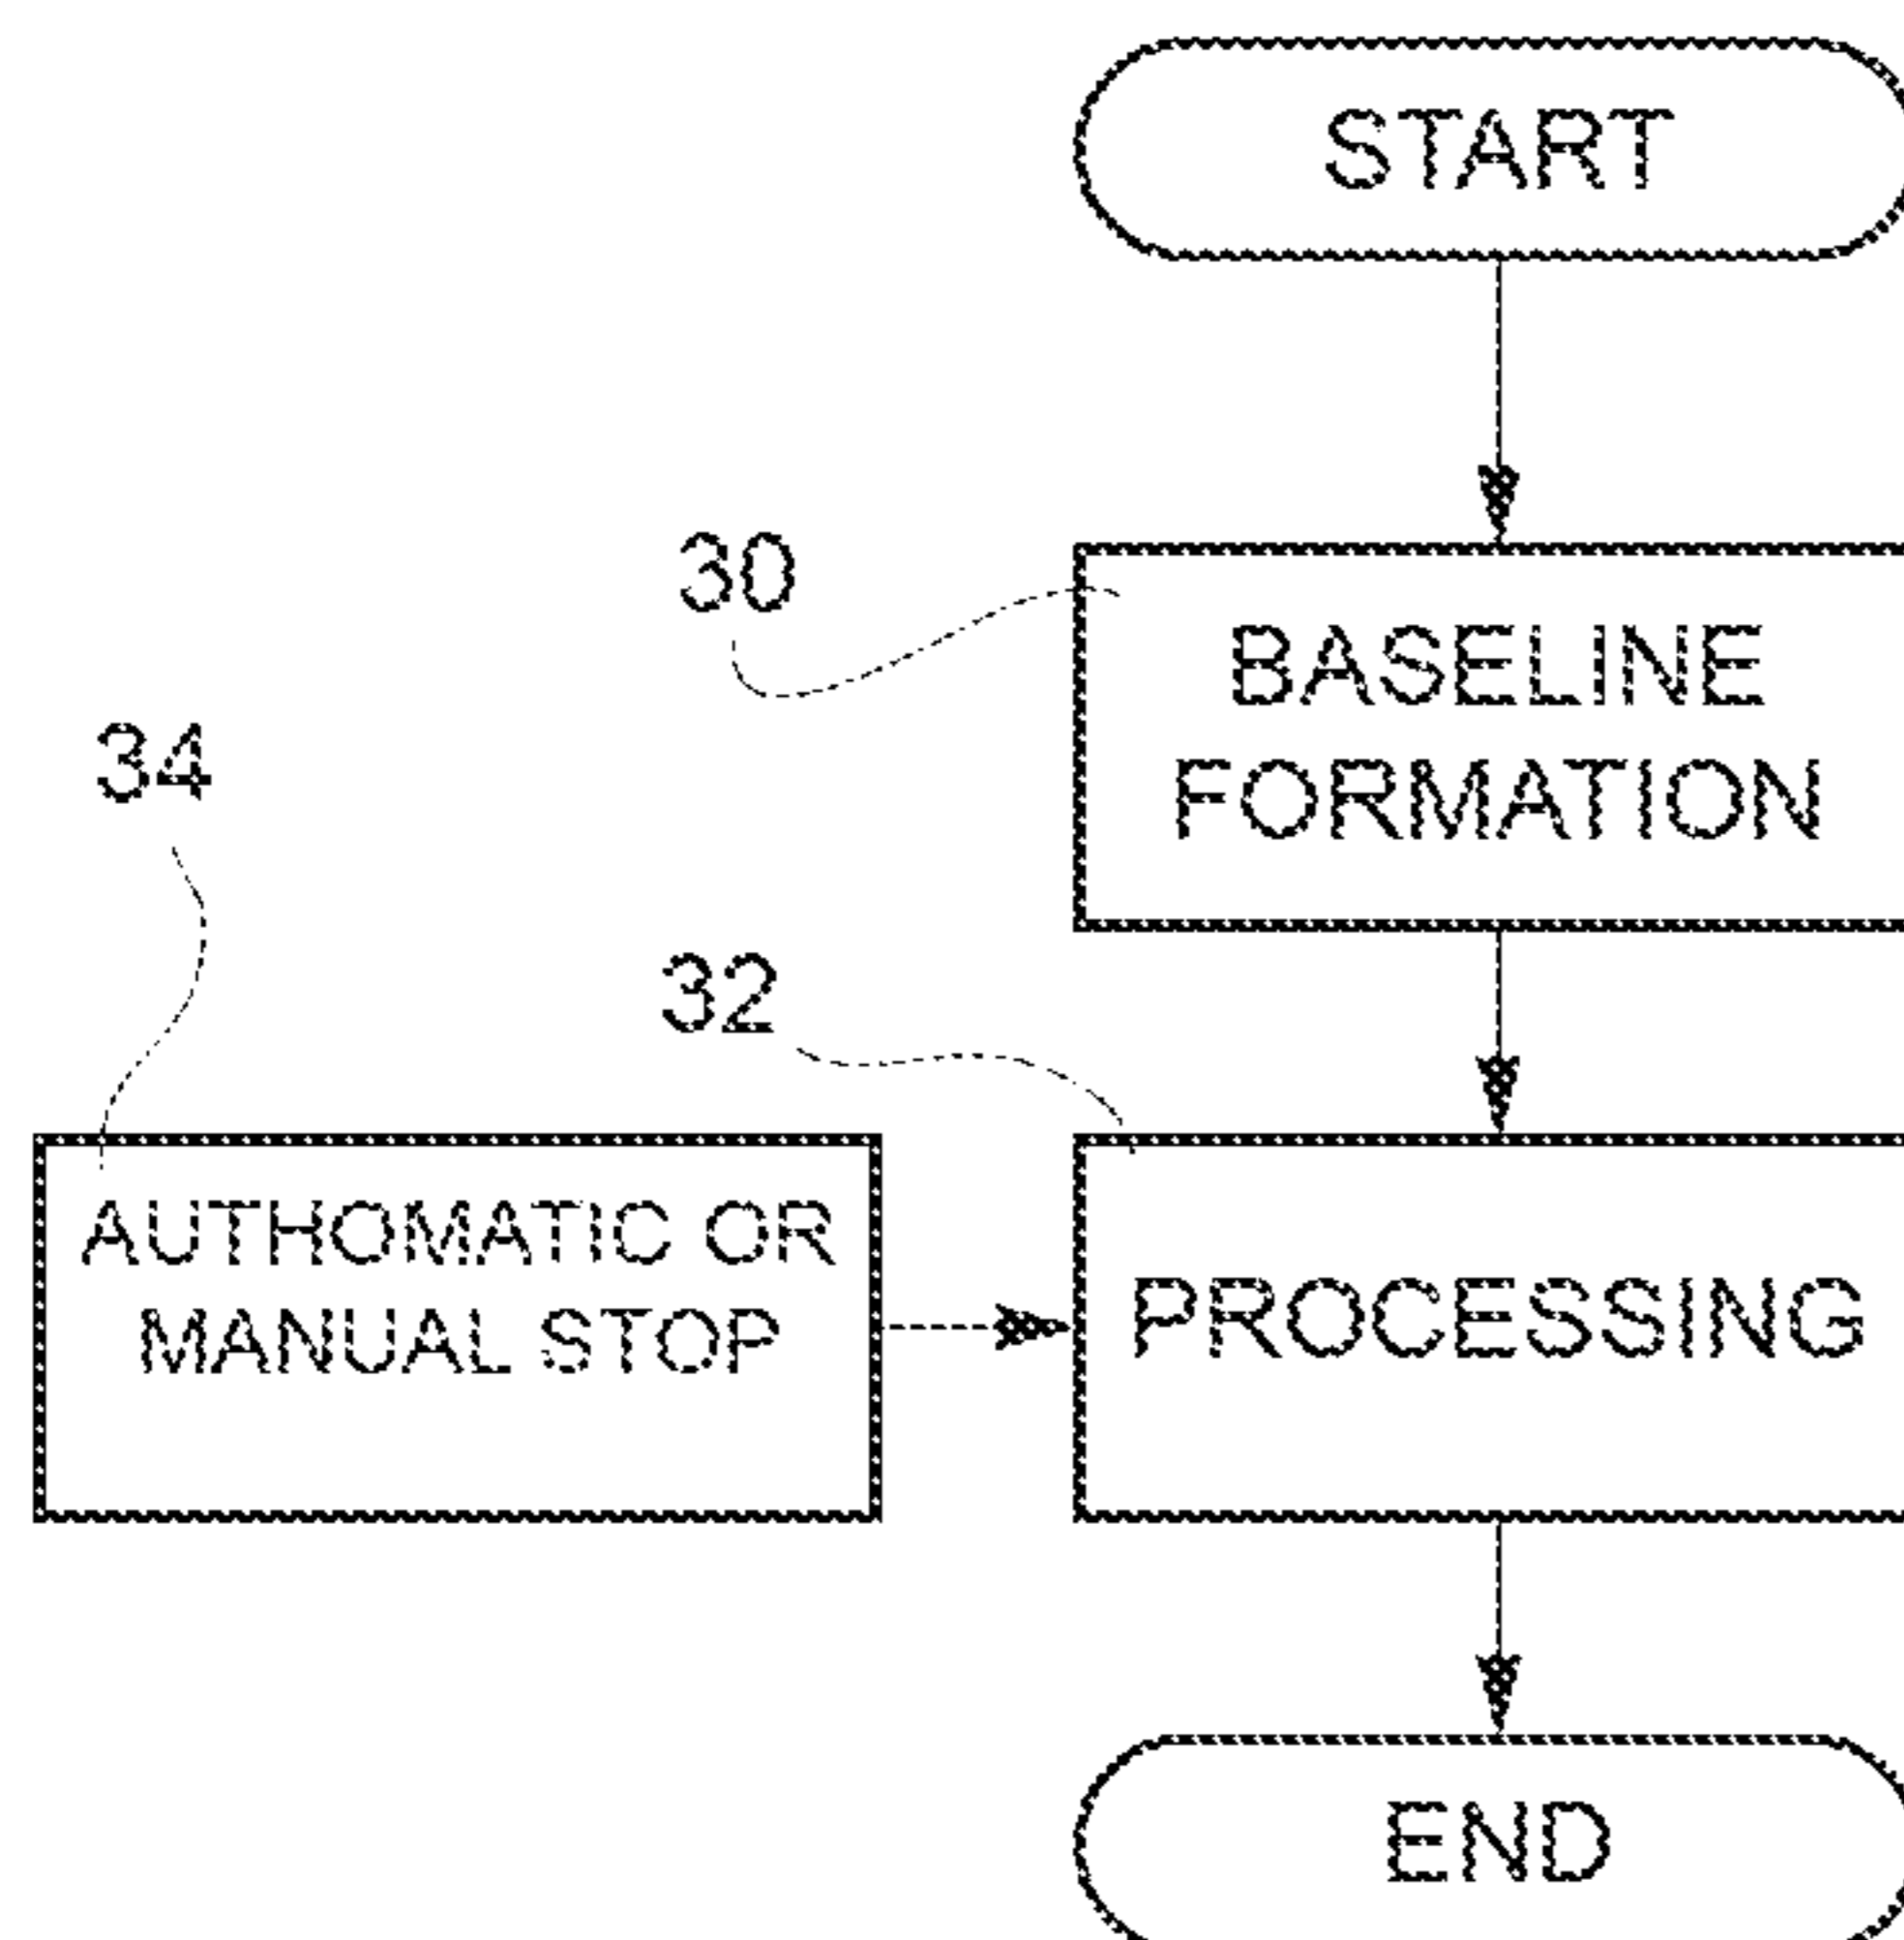 START
30
BASELINE
FORMATION
34
32
AUTHOMATIC OR
MANUAL STOP
PROCESSING
END